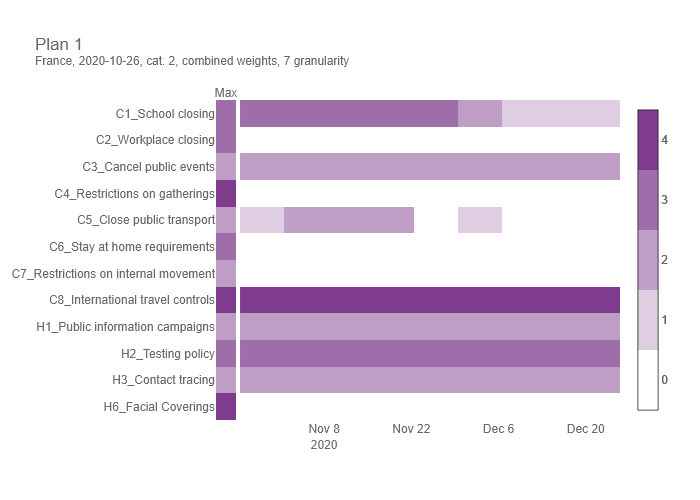 Plan 1
France, 2020-10-26, cat. 2, combined weights, 7 granularity
Max
C1_School closing
C2_Workplace closing
C3_Cancel public events
C4_Restrictions on gatherings
C5_Close public transport
C6_Stay at home requirements
C7_Restrictions on internal movement
C8_International travel controls
H1_Public information campaigns
H2_Testing policy
H3_Contact tracing
H6_Facial Coverings
Nov 8
2020
Nov 22
Dec 6
Dec 20
4
3
2
1
0